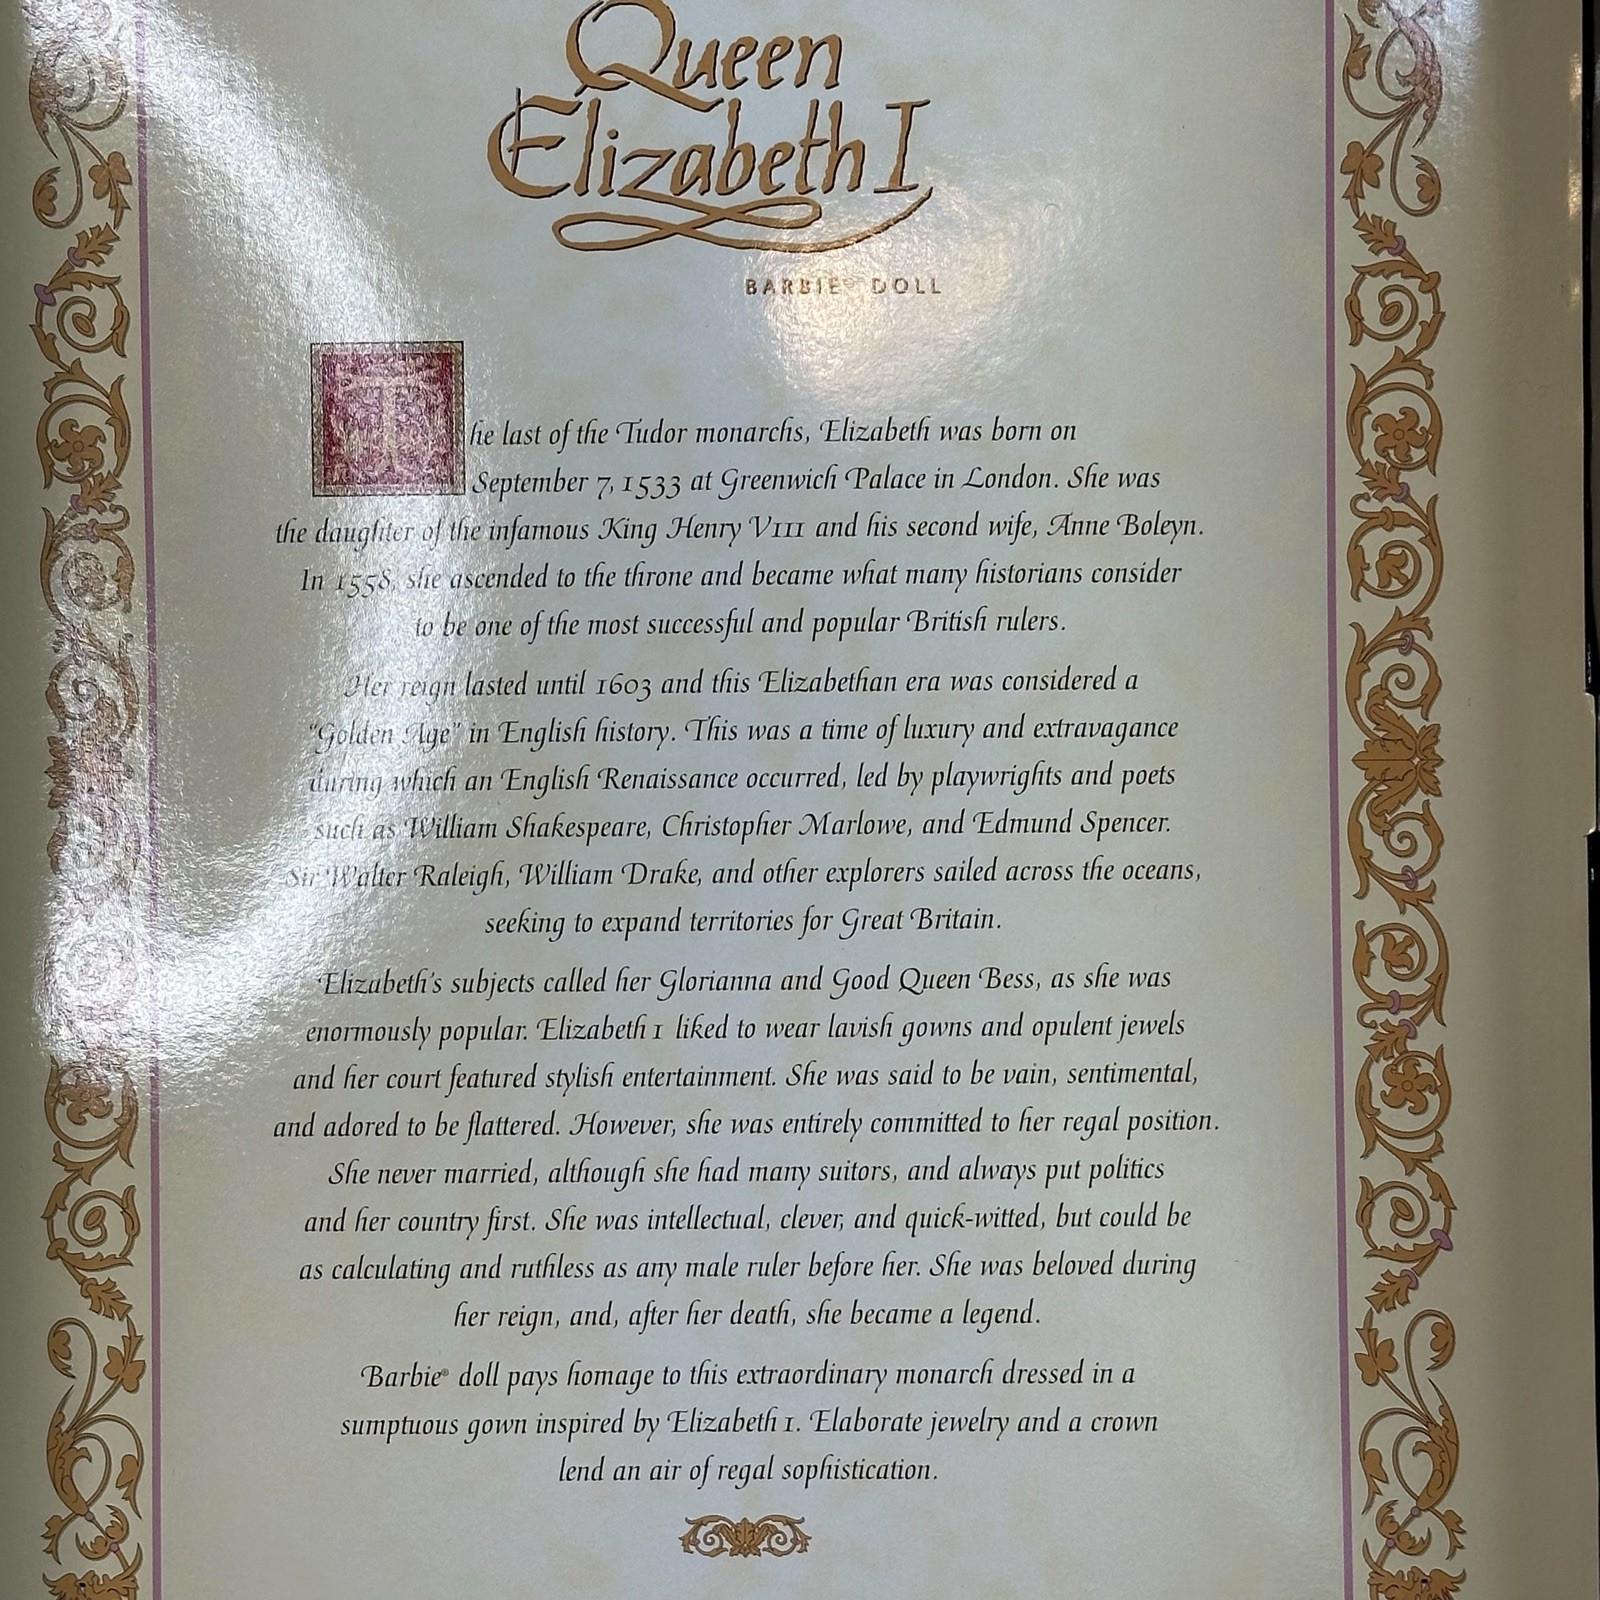 Queen
Elizabeth I
BARBIE® DOLL
The last of the Tudor monarchs, Elizabeth was born on
September 7, 1533 at Greenwich Palace in London. She was
the daughter of the infamous King Henry VIII and his second wife, Anne Boleyn.
In 1558, she ascended to the throne and became what many historians consider
to be one of the most successful and popular British rulers.
Her reign lasted until 1603 and this Elizabethan era was considered a
"Golden Age" in English history. This was a time of luxury and extravagance
during which an English Renaissance occurred, led by playwrights and poets
such as William Shakespeare, Christopher Marlowe, and Edmund Spencer.
Sir Walter Raleigh, William Drake, and other explorers sailed across the oceans,
seeking to expand territories for Great Britain.
Elizabeth's subjects called her Glorianna and Good Queen Bess, as she was
enormously popular. Elizabeth I liked to wear lavish gowns and opulent jewels
and her court featured stylish entertainment. She was said to be vain, sentimental,
and adored to be flattered. However, she was entirely committed to her regal position.
She never married, although she had many suitors, and always put politics
and her country first. She was intellectual, clever, and quick-witted, but could be
as calculating and ruthless as any male ruler before her. She was beloved during
her reign, and, after her death, she became a legend.
Barbie® doll pays homage to this extraordinary monarch dressed in a
sumptuous gown inspired by Elizabeth I. Elaborate jewelry and a crown
lend an air of regal sophistication.